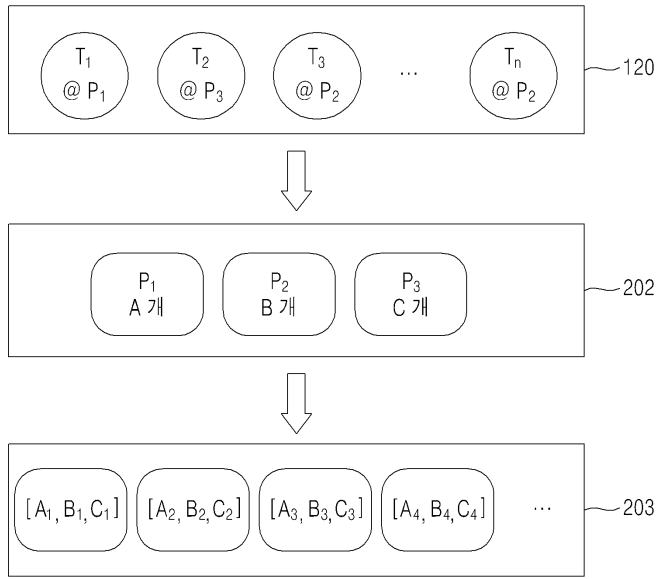 T₁ T₂ T₃ ... Tₙ
@ P₁ @ P₃ @ P₂ @ P₂
120
P₁ P₂ P₃
A 개 B 개 C 개
202
[A₁, B₁, C₁] [A₂, B₂, C₂] [A₃, B₃, C₃] [A₄, B₄, C₄] ...
203